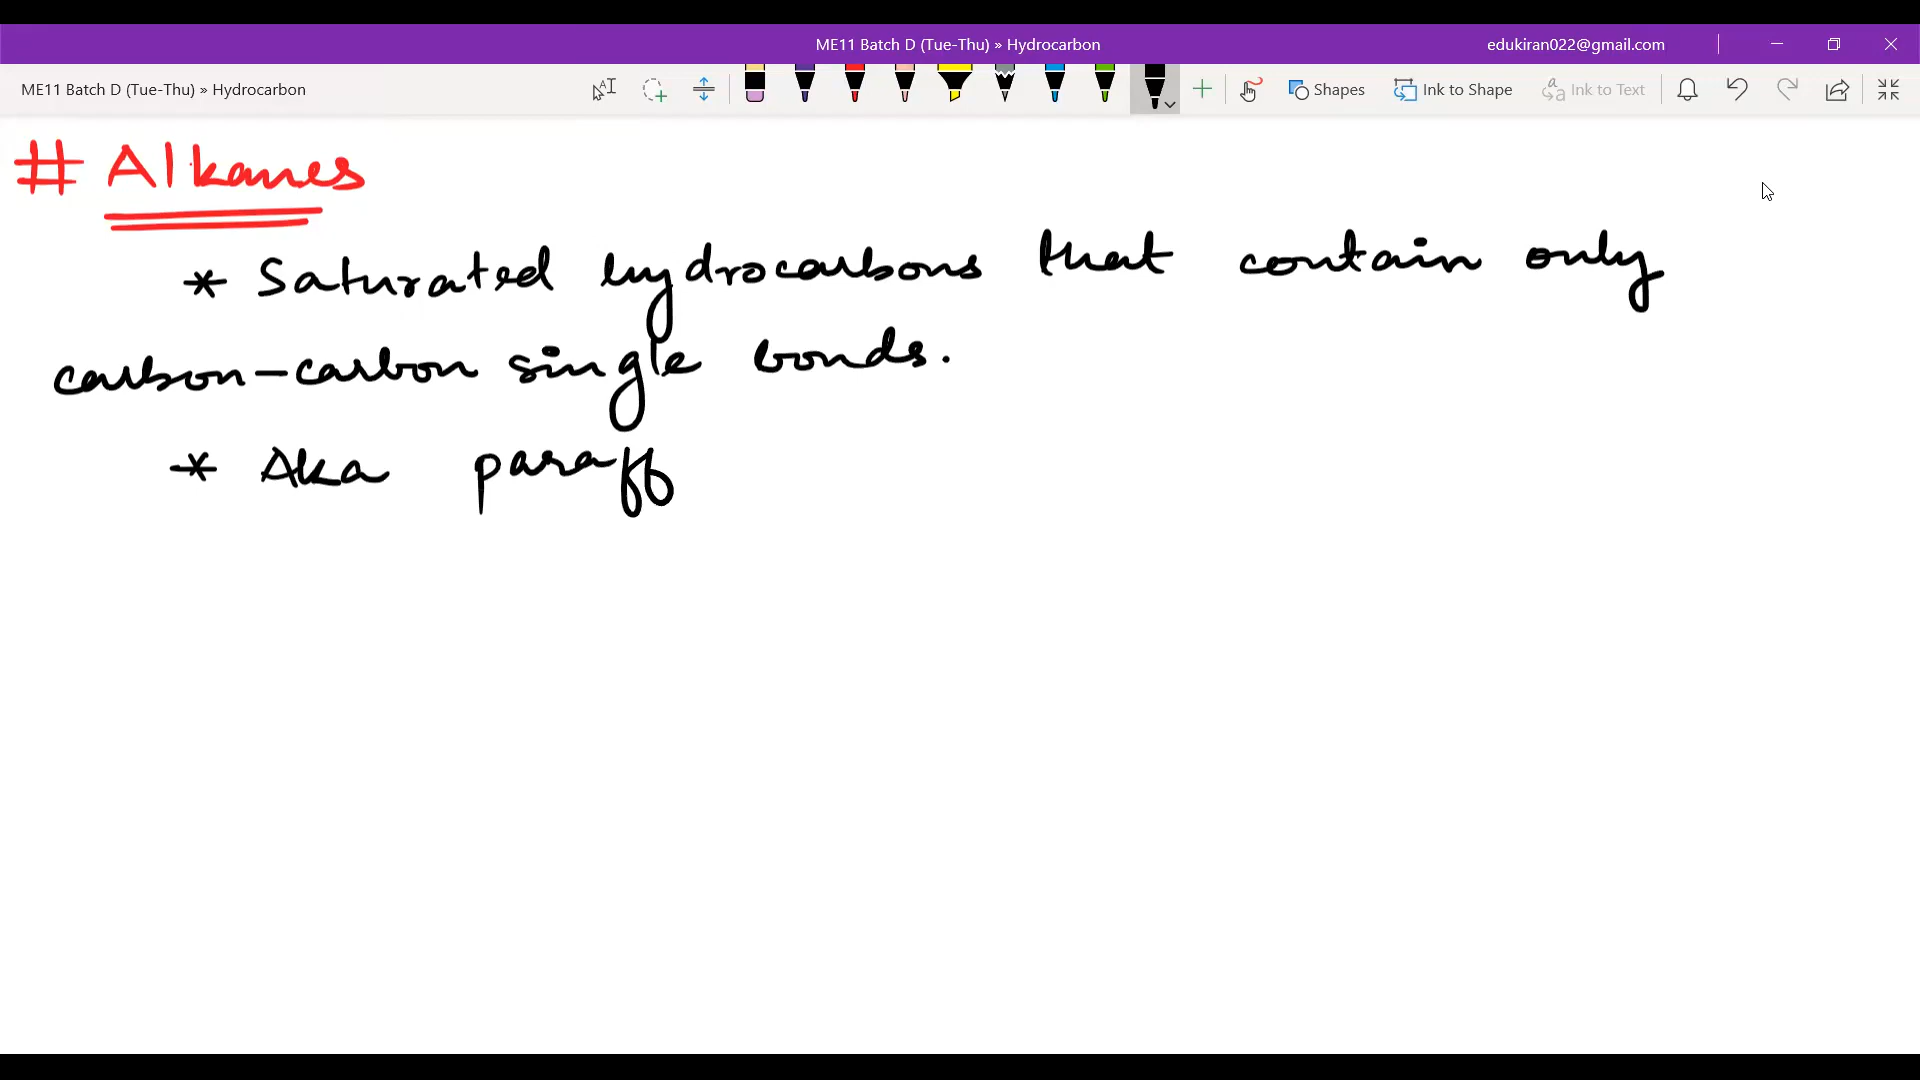 ME11 Batch D (Tue-Thu) » Hydrocarbon
edukiran022@gmail.com
ME11 Batch D (Tue-Thu) » Hydrocarbon
Shapes
Ink to Shape
Ink to Text
# Alkanes
* Saturated hydrocarbons that contain only
carbon-carbon single bonds.
* Aka paraff